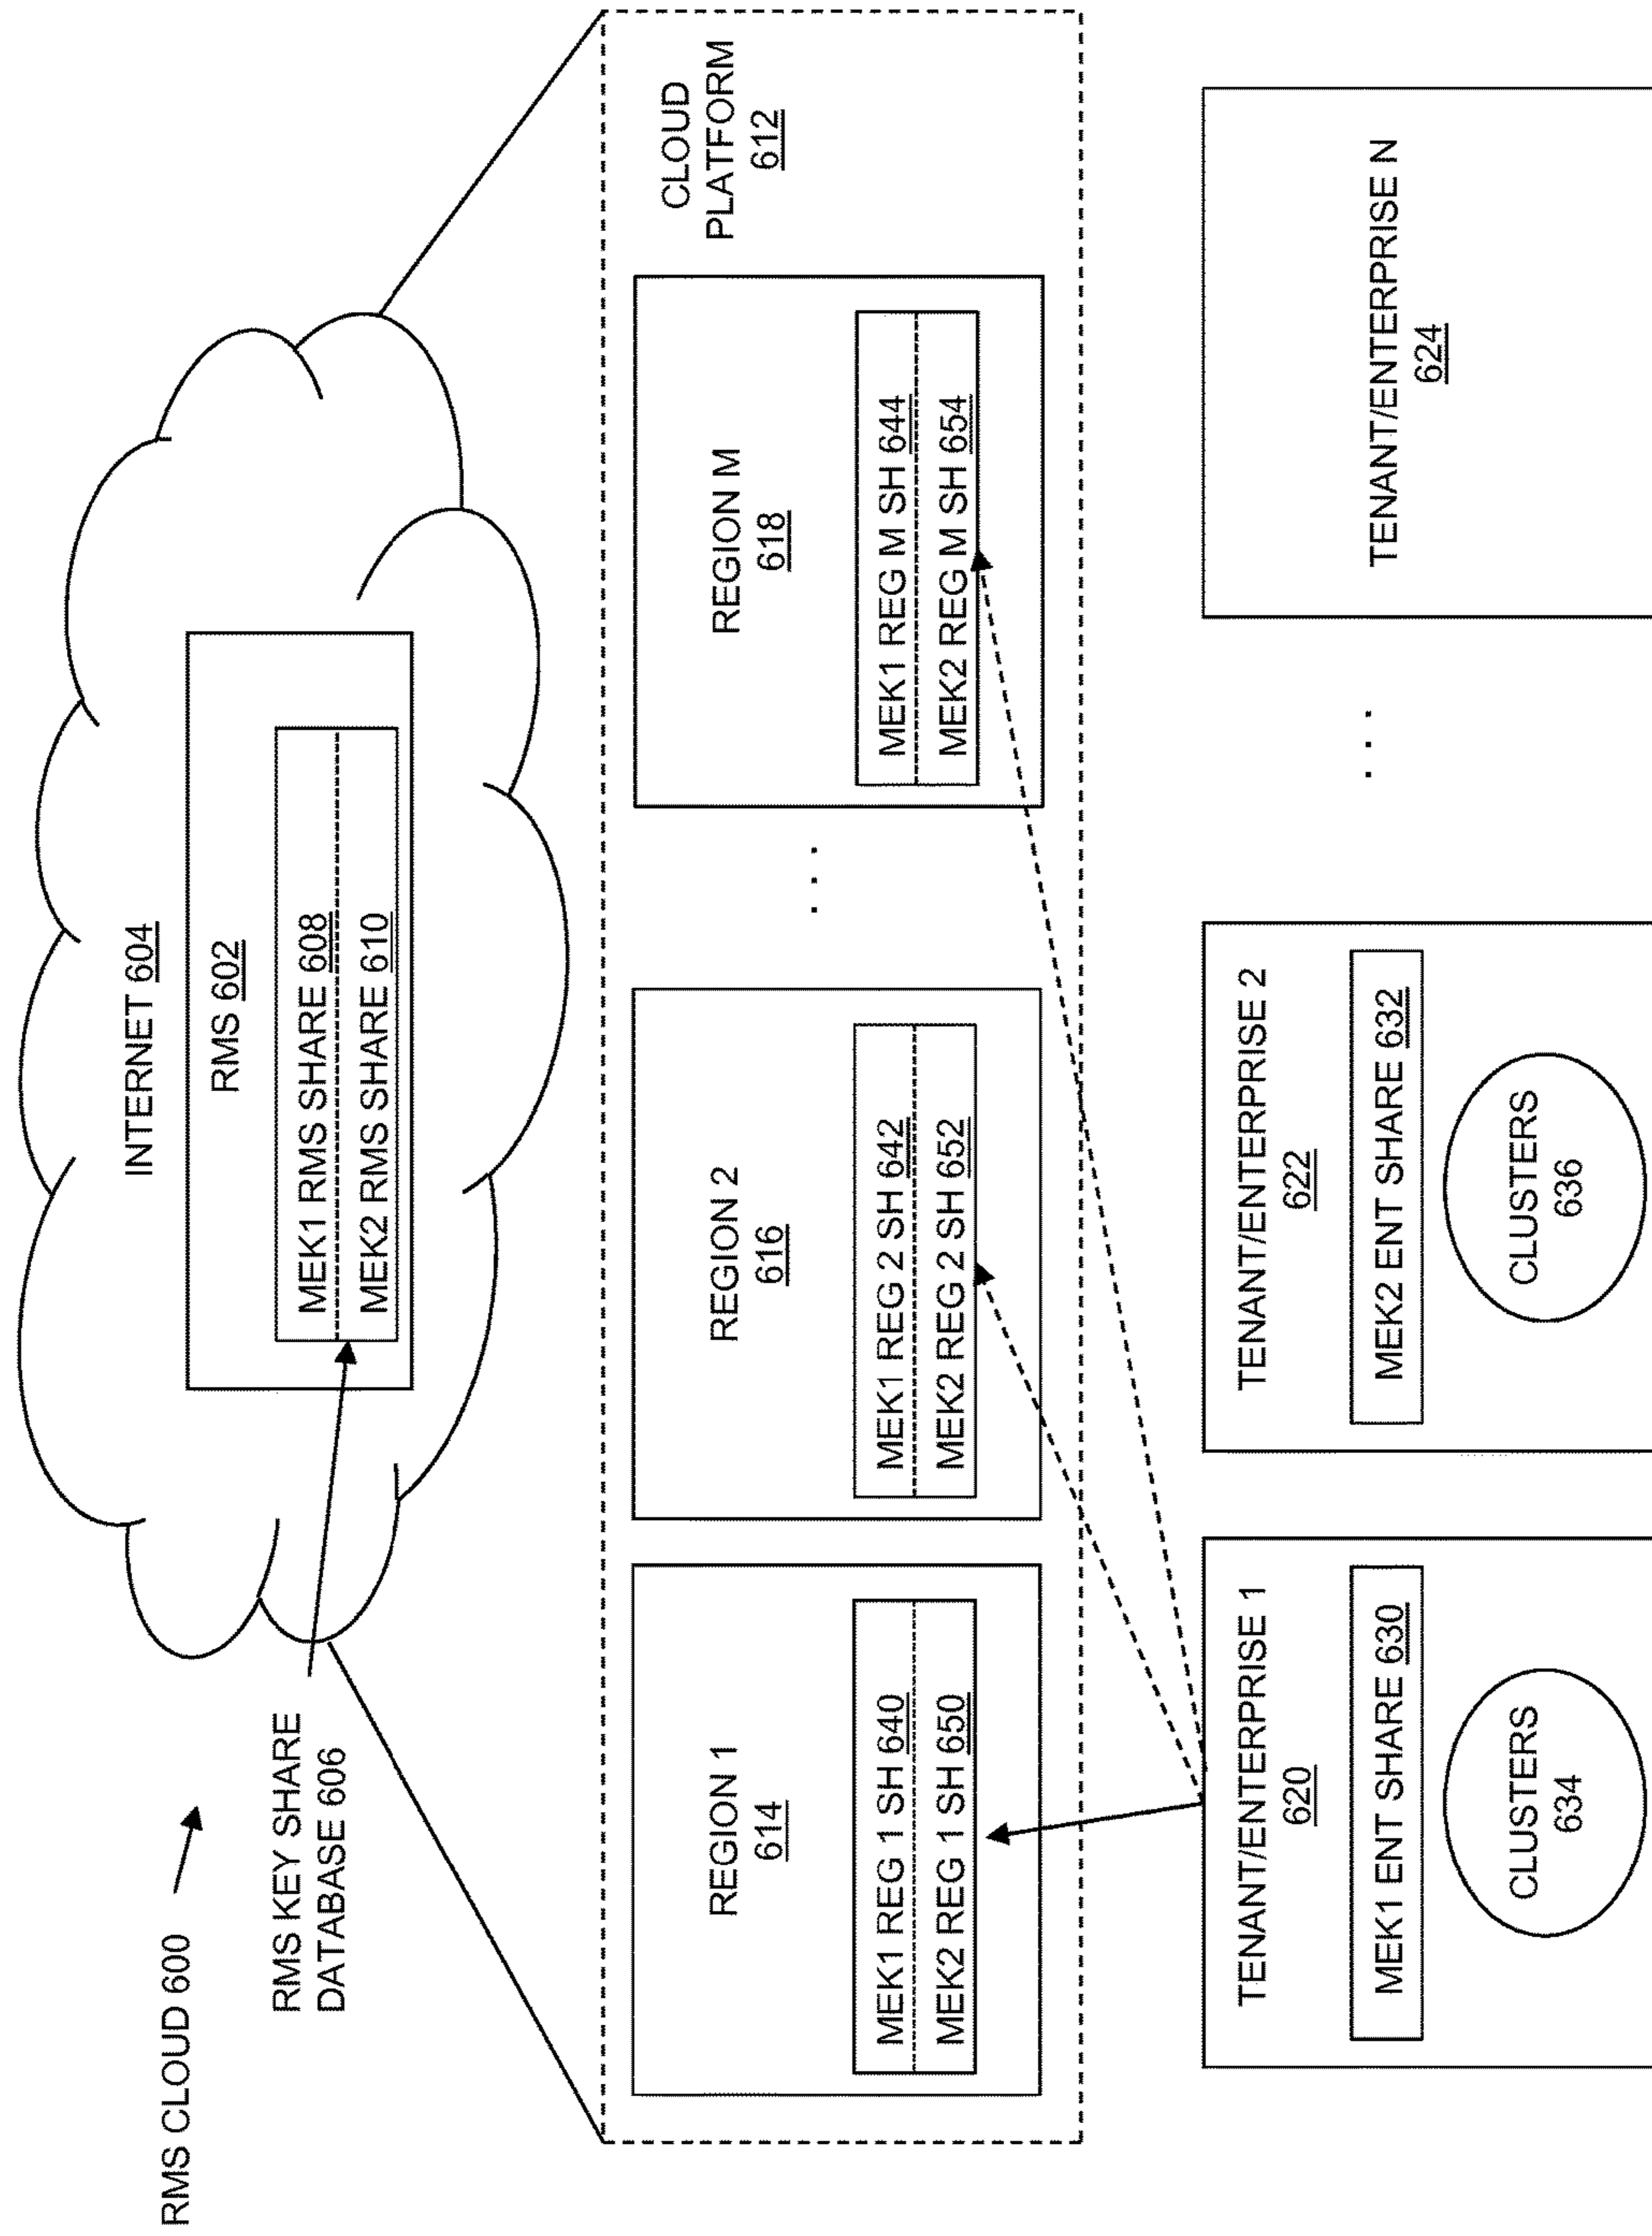 RMS CLOUD 600
INTERNET 604
RMS 602
RMS KEY SHARE
DATABASE 606
MEK1 RMS SHARE 608
MEK2 RMS SHARE 610
CLOUD
PLATFORM
612
REGION 1
614
MEK1 REG 1 SH 640
MEK2 REG 1 SH 650
REGION 2
616
MEK1 REG 2 SH 642
MEK2 REG 2 SH 652
. . .
REGION M
618
MEK1 REG M SH 644
MEK2 REG M SH 654
TENANT/ENTERPRISE 1
620
MEK1 ENT SHARE 630
CLUSTERS
634
TENANT/ENTERPRISE 2
622
MEK2 ENT SHARE 632
CLUSTERS
636
. . .
TENANT/ENTERPRISE N
624